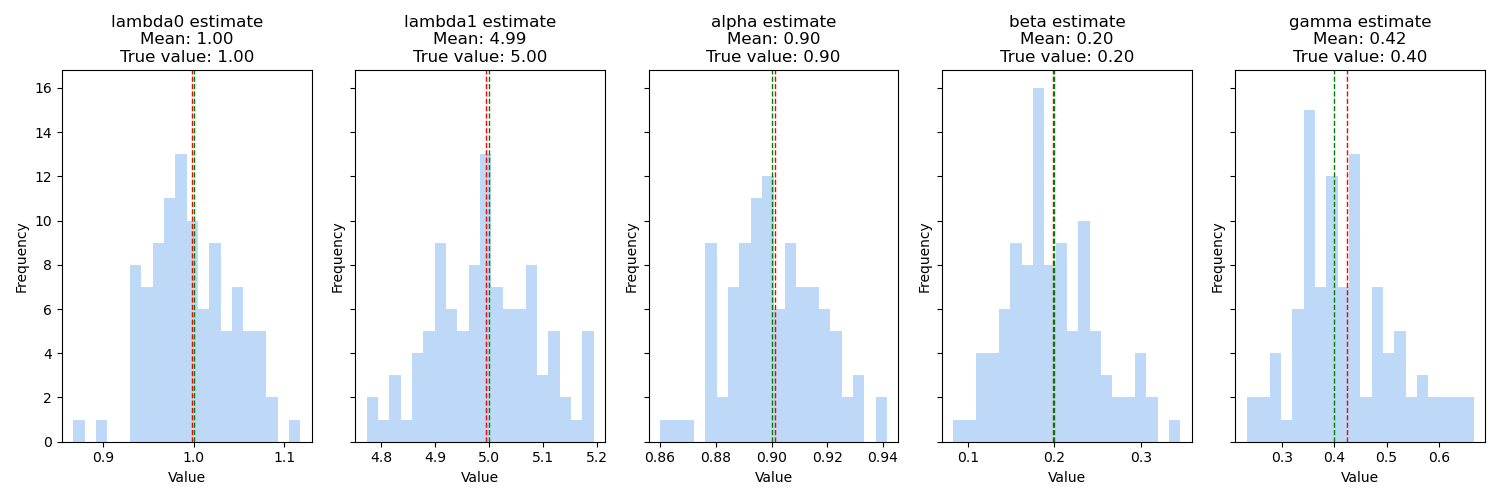 lambda0 estimate
Mean: 1.00
True value: 1.00
lambda1 estimate
Mean: 4.99
True value: 5.00
alpha estimate
Mean: 0.90
True value: 0.90
beta estimate
Mean: 0.20
True value: 0.20
gamma estimate
Mean: 0.42
True value: 0.40
16
14
12
10
8
6
4
2
0
Frequency
Frequency
Frequency
Frequency
Frequency
0.9 1.0 1.1
4.8 4.9 5.0 5.1 5.2
0.86 0.88 0.90 0.92 0.94
0.1 0.2 0.3
0.3 0.4 0.5 0.6
Value
Value
Value
Value
Value